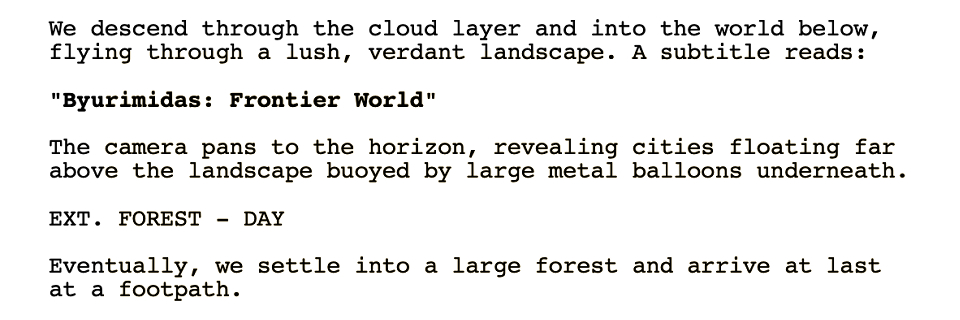 We descend through the cloud layer and into the world below,
flying through a lush, verdant landscape. A subtitle reads:
"Byurimidas: Frontier World"
The camera pans to the horizon, revealing cities floating far
above the landscape buoyed by large metal balloons underneath.
EXT. FOREST – DAY
Eventually, we settle into a large forest and arrive at last
at a footpath.